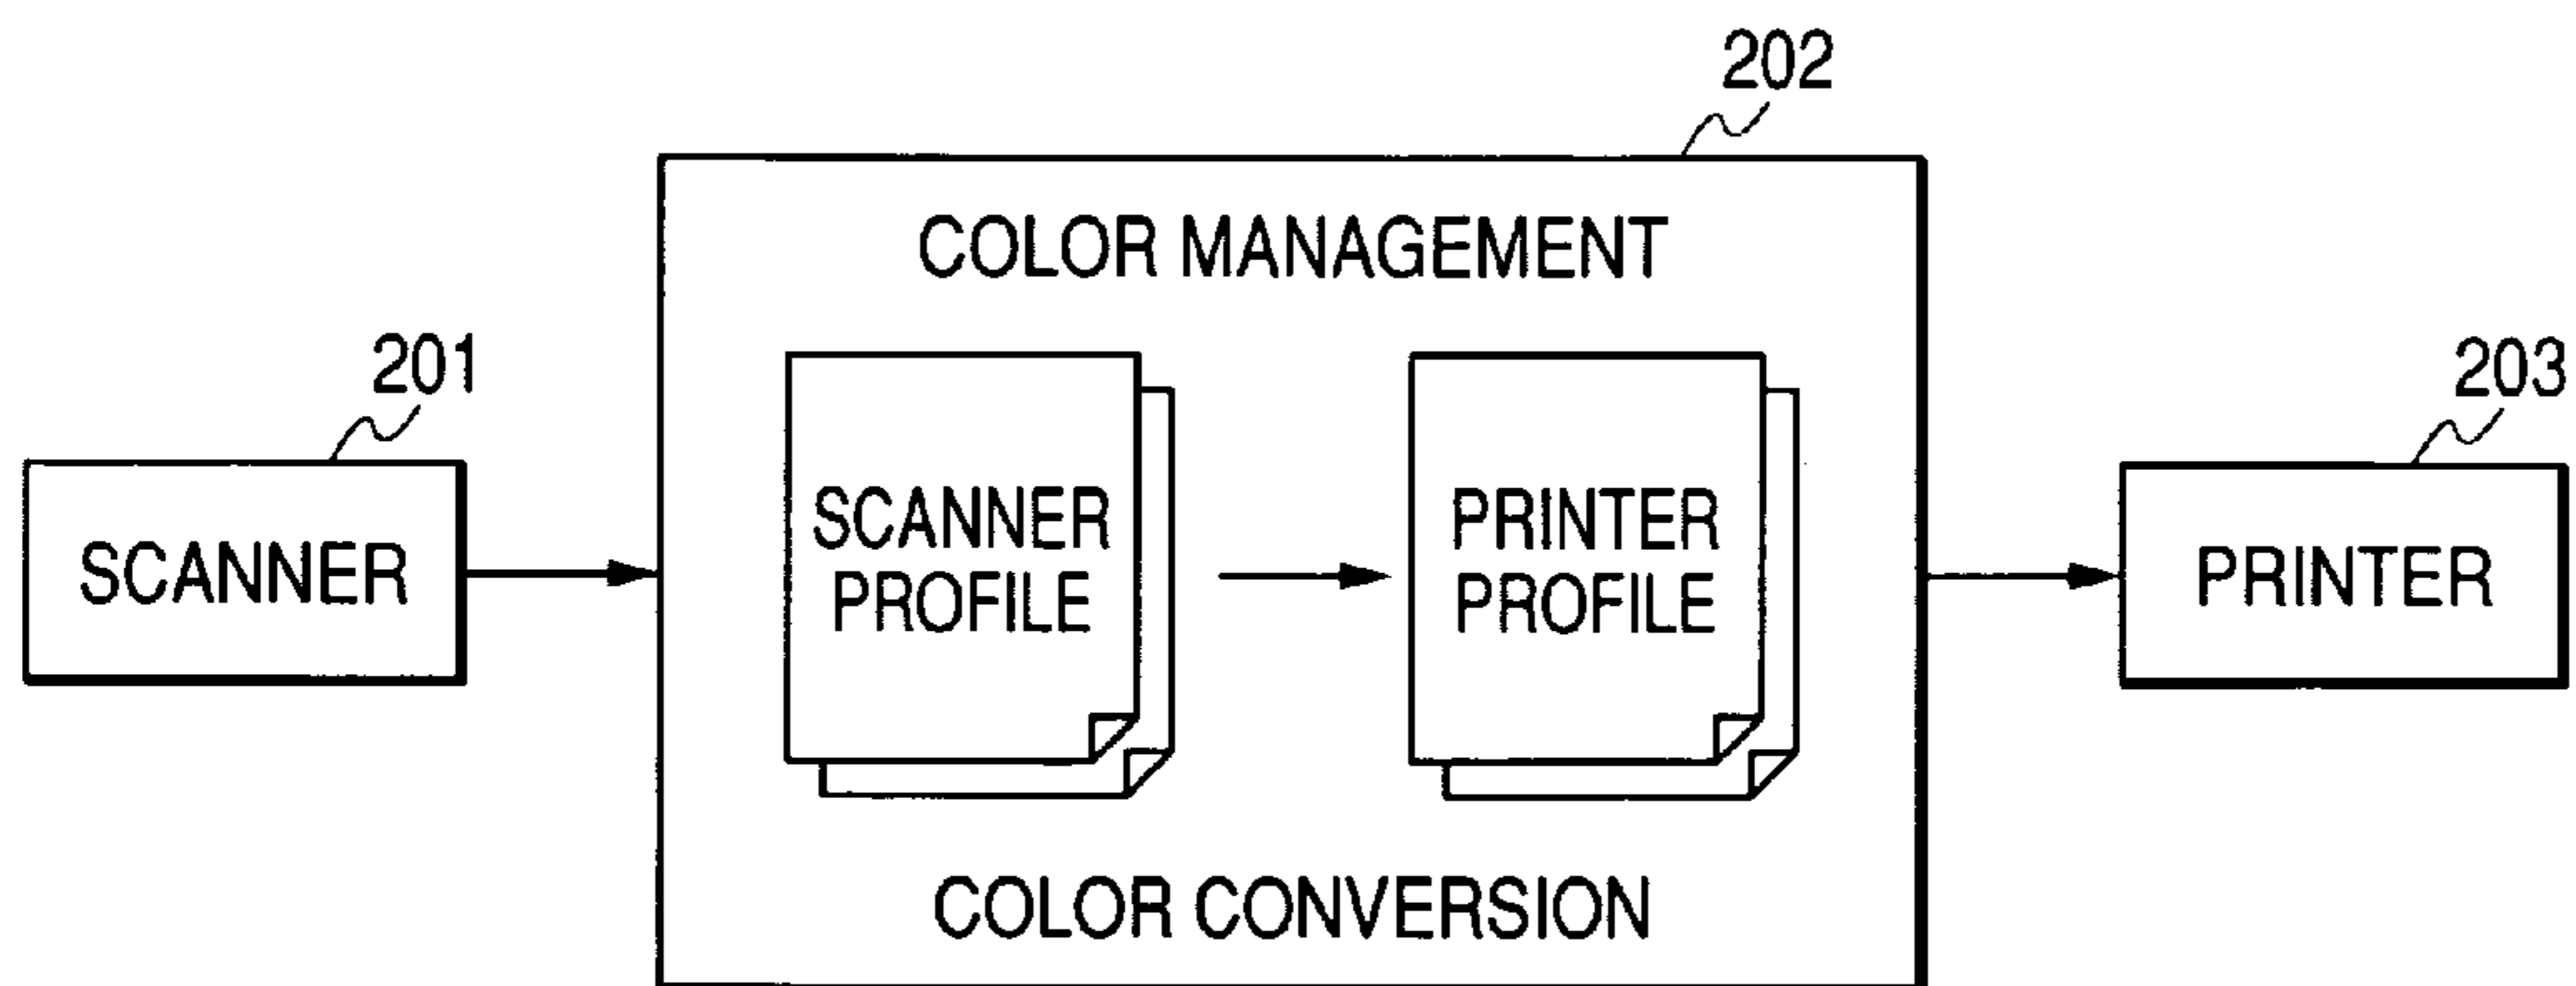 202
COLOR MANAGEMENT
201
203
SCANNER
SCANNER
PROFILE
PRINTER
PROFILE
PRINTER
COLOR CONVERSION